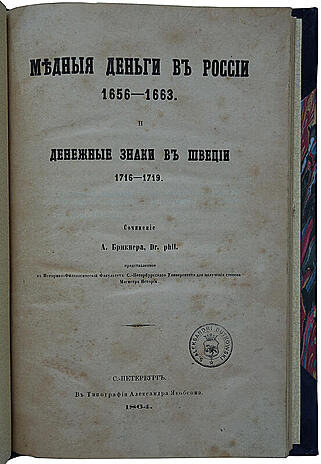 МѢДНЫЯ ДЕНЬГИ ВЪ РОССІИ
1656—1663.
И
ДЕНЕЖНЫЕ ЗНАКИ ВЪ ШВЕЦІИ
1716—1719.
Сочиненіе
А. Брикнера, Dr. phil.
представленное
въ Историко-Филологическій Факультетъ С.-Петербургскаго Университета для полученія степени
Магистра Исторіи
С.-ПЕТЕРБУРГЪ.
Въ Типографіи Александра Якобсона.
1864.
ALEKSANDRI